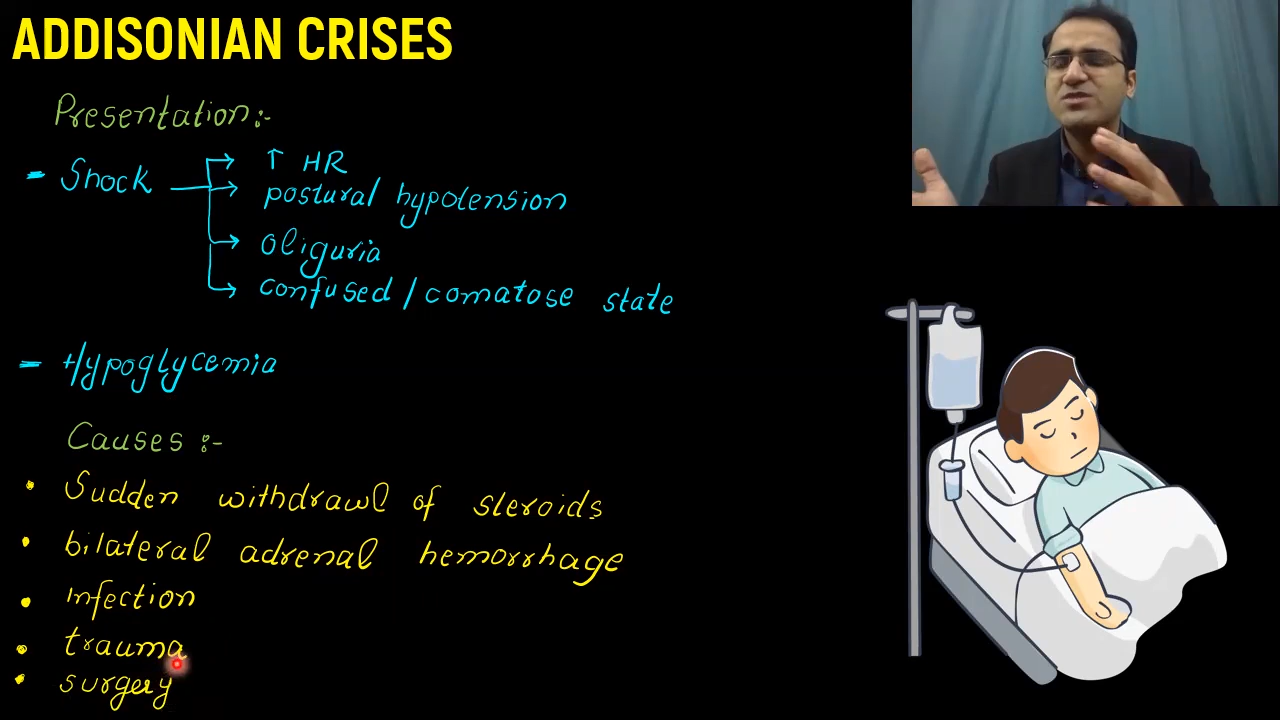 ADDISONIAN CRISES
Presentation:-
- Shock → ↑ HR
→ postural hypotension
→ oliguria
→ confused / comatose state
- Hypoglycemia
Causes :-
• Sudden withdrawl of steroids
• bilateral adrenal hemorrhage
• Infection
• trauma
• surgery